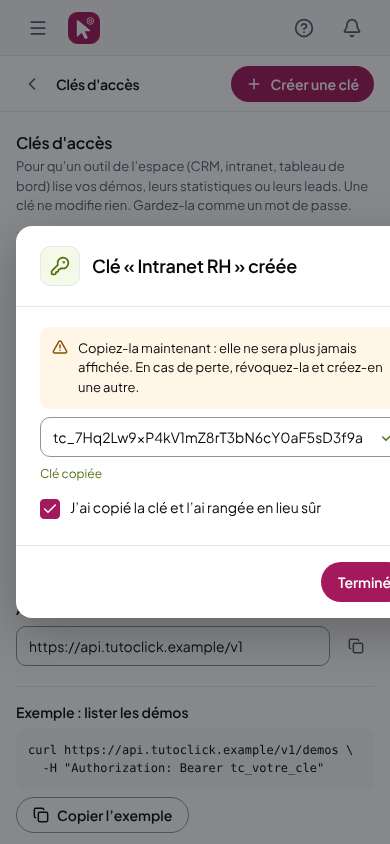 Clés d'accès
Créer une clé
Clés d'accès
Pour qu'un outil de l'espace (CRM, intranet, tableau de
bord) lise vos démos, leurs statistiques ou leurs leads. Une
clé ne modifie rien. Gardez-la comme un mot de passe.
Clé « Intranet RH » créée
Copiez-la maintenant : elle ne sera plus jamais
affichée. En cas de perte, révoquez-la et créez-en
une autre.
tc_7Hq2Lw9xP4kV1mZ8rT3bN6cY0aF5sD3f9a
Clé copiée
J'ai copié la clé et l'ai rangée en lieu sûr
Terminé
https://api.tutoclick.example/v1
Exemple : lister les démos
curl https://api.tutoclick.example/v1/demos \
-H "Authorization: Bearer tc_votre_cle"
Copier l'exemple